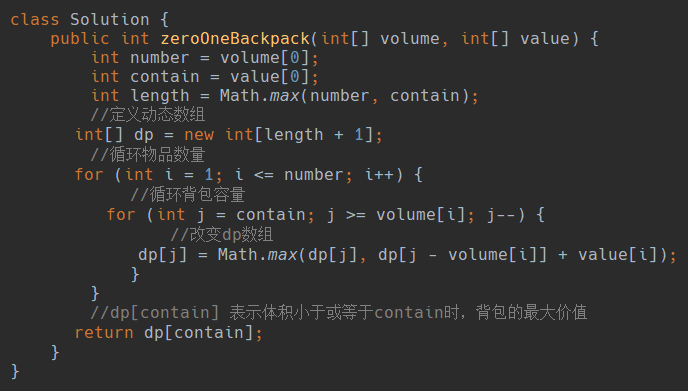 class Solution {
    public int zeroOneBackpack(int[] volume, int[] value) {
        int number = volume[0];
        int contain = value[0];
        int length = Math.max(number, contain);
        //定义动态数组
      int[] dp = new int[length + 1];
        //循环物品数量
      for (int i = 1; i <= number; i++) {
            //循环背包容量
         for (int j = contain; j >= volume[i]; j--) {
                //改变dp数组
             dp[j] = Math.max(dp[j], dp[j - volume[i]] + value[i]);
            }
        }
        //dp[contain] 表示体积小于或等于contain时，背包的最大价值
      return dp[contain];
    }
}